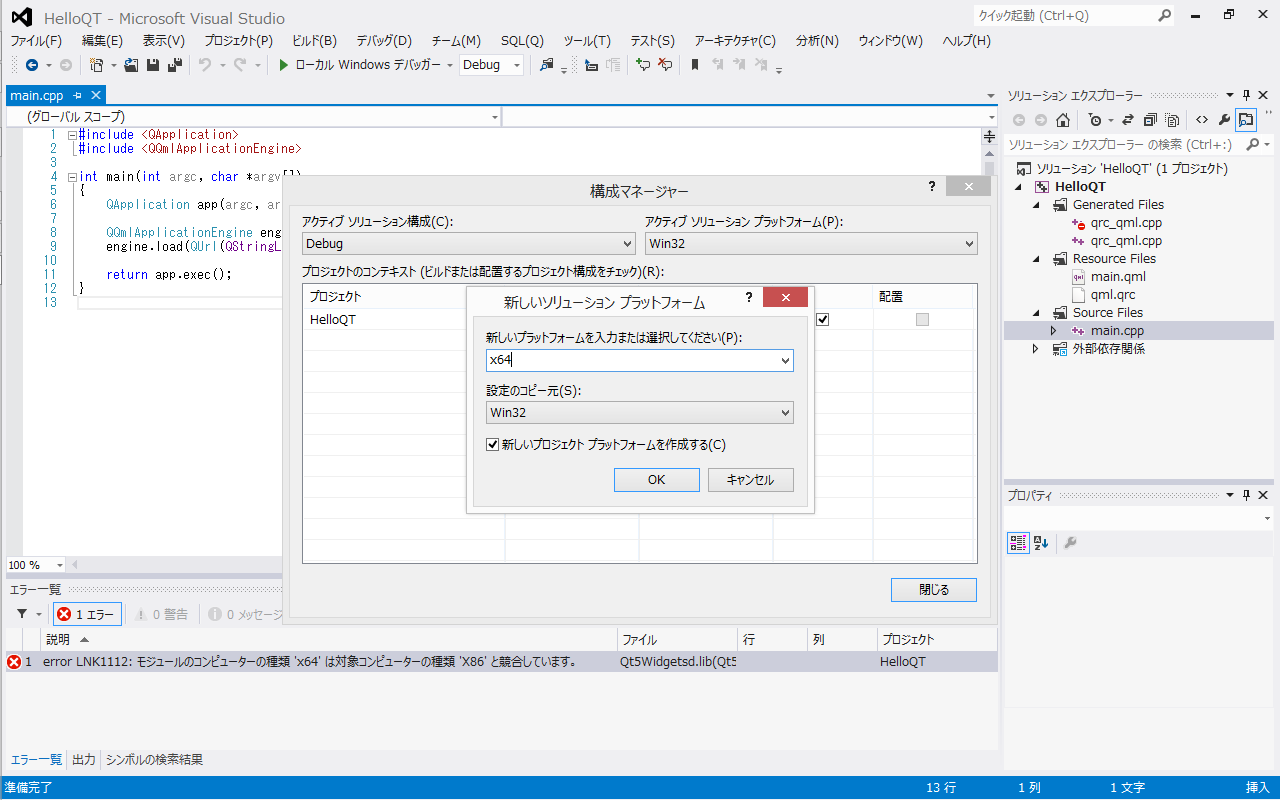 HelloQT - Microsoft Visual Studio
クイック起動 (Ctrl+Q)
ファイル(F) 編集(E) 表示(V) プロジェクト(P) ビルド(B) デバッグ(D) チーム(M) SQL(Q) ツール(T) テスト(S) アーキテクチャ(C) 分析(N) ウィンドウ(W) ヘルプ(H)
ローカル Windows デバッガー Debug
main.cpp
(グローバル スコープ)
1 #include <QApplication>
2 #include <QQmlApplicationEngine>
3
4 int main(int argc, char *argv[])
5 {
6 QApplication app(argc, ar
7
8 QQmlApplicationEngine eng
9 engine.load(QUrl(QStringL
10
11 return app.exec();
12 }
13
100 %
構成マネージャー
?
アクティブ ソリューション構成(C):
アクティブ ソリューション プラットフォーム(P):
Debug
Win32
プロジェクトのコンテキスト (ビルドまたは配置するプロジェクト構成をチェック)(R):
プロジェクト
配置
HelloQT
新しいソリューション プラットフォーム
?
新しいプラットフォームを入力または選択してください(P):
x64
設定のコピー元(S):
Win32
新しいプロジェクト プラットフォームを作成する(C)
OK
キャンセル
閉じる
ソリューション エクスプローラー
ソリューション エクスプローラー の検索 (Ctrl+:)
ソリューション 'HelloQT' (1 プロジェクト)
HelloQT
Generated Files
qrc_qml.cpp
qrc_qml.cpp
Resource Files
main.qml
qml.qrc
Source Files
main.cpp
外部依存関係
プロパティ
エラー一覧
1 エラー
0 警告
0 メッセージ
説明 ファイル 行 列 プロジェクト
1 error LNK1112: モジュールのコンピューターの種類 'x64' は対象コンピューターの種類 'X86' と競合しています。 Qt5Widgetsd.lib(Qt5 HelloQT
エラー一覧 出力 シンボルの検索結果
準備完了
13 行
1 列
1 文字
挿入